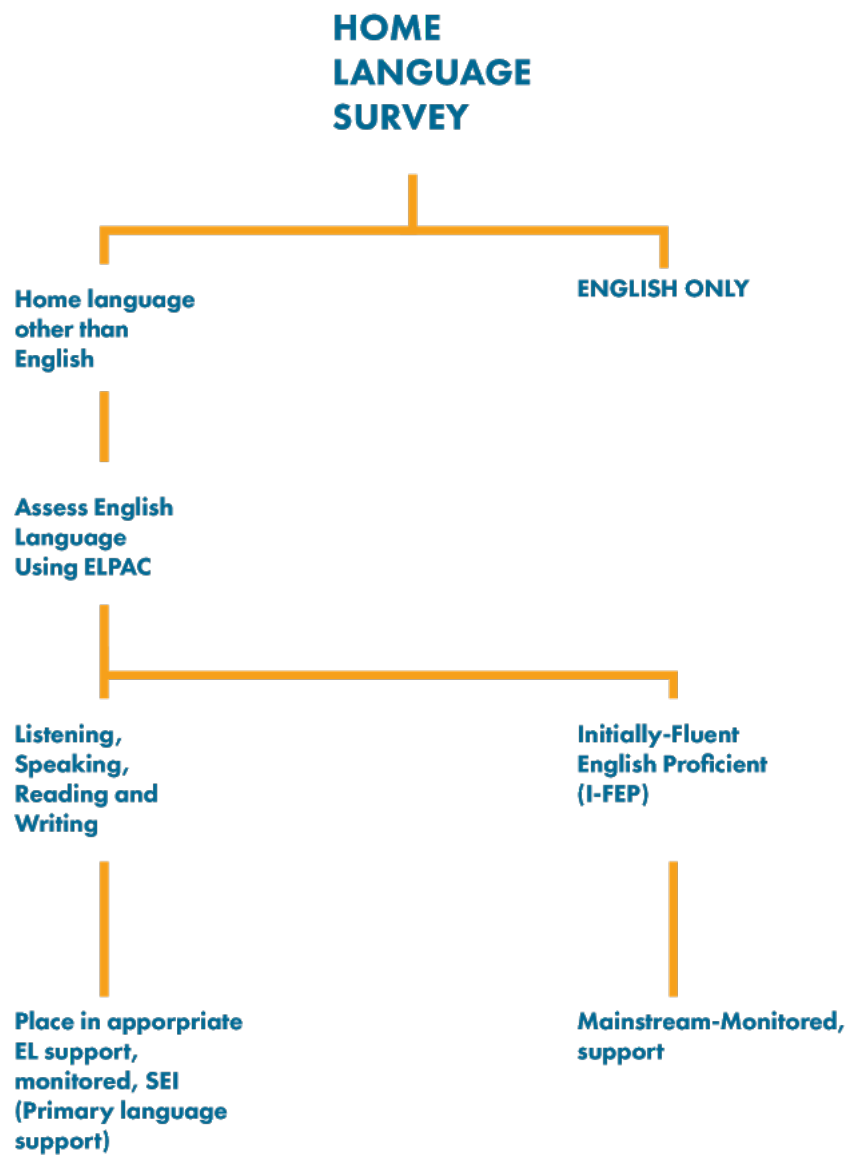 HOME
LANGUAGE
SURVEY
Home language
other than
English
ENGLISH ONLY
Assess English
Language
Using ELPAC
Listening,
Speaking,
Reading and
Writing
Initially-Fluent
English Proficient
(I-FEP)
Place in apporpriate
EL support,
monitored, SEI
(Primary language
support)
Mainstream-Monitored,
support